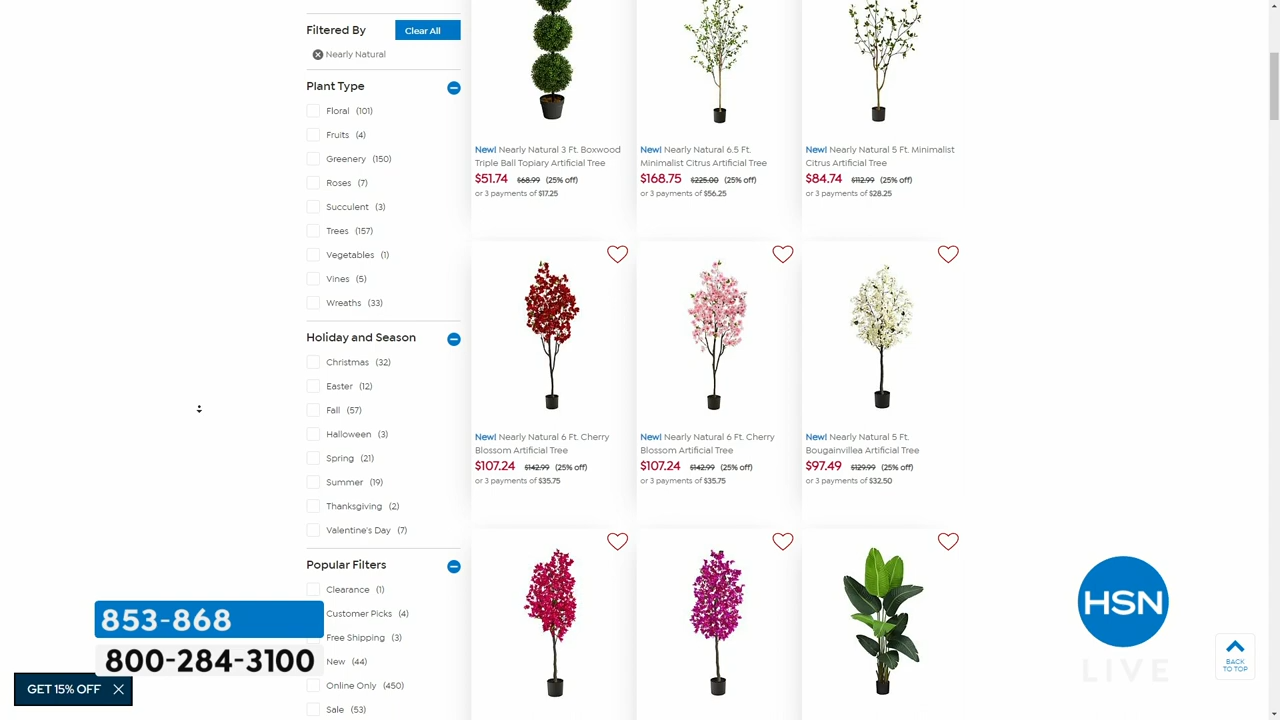 Filtered By
Clear All
Nearly Natural
Plant Type
Floral (101)
Fruits (4)
Greenery (150)
Roses (7)
Succulent (3)
Trees (157)
Vegetables (1)
Vines (5)
Wreaths (33)
Holiday and Season
Christmas (32)
Easter (12)
Fall (57)
Halloween (3)
Spring (21)
Summer (19)
Thanksgiving (2)
Valentine's Day (7)
Popular Filters
Clearance (1)
Customer Picks (4)
Free Shipping (3)
New (44)
Online Only (450)
Sale (53)
New! Nearly Natural 3 Ft. Boxwood
Triple Ball Topiary Artificial Tree
$51.74 $68.99 (25% off)
or 3 payments of $17.25
New! Nearly Natural 6.5 Ft.
Minimalist Citrus Artificial Tree
$168.75 $225.00 (25% off)
or 3 payments of $56.25
New! Nearly Natural 5 Ft. Minimalist
Citrus Artificial Tree
$84.74 $112.99 (25% off)
or 3 payments of $28.25
New! Nearly Natural 6 Ft. Cherry
Blossom Artificial Tree
$107.24 $142.99 (25% off)
or 3 payments of $35.75
New! Nearly Natural 6 Ft. Cherry
Blossom Artificial Tree
$107.24 $142.99 (25% off)
or 3 payments of $35.75
New! Nearly Natural 5 Ft.
Bougainvillea Artificial Tree
$97.49 $129.99 (25% off)
or 3 payments of $32.50
853-868
800-284-3100
GET 15% OFF
HSN
LIVE
BACK
TO TOP